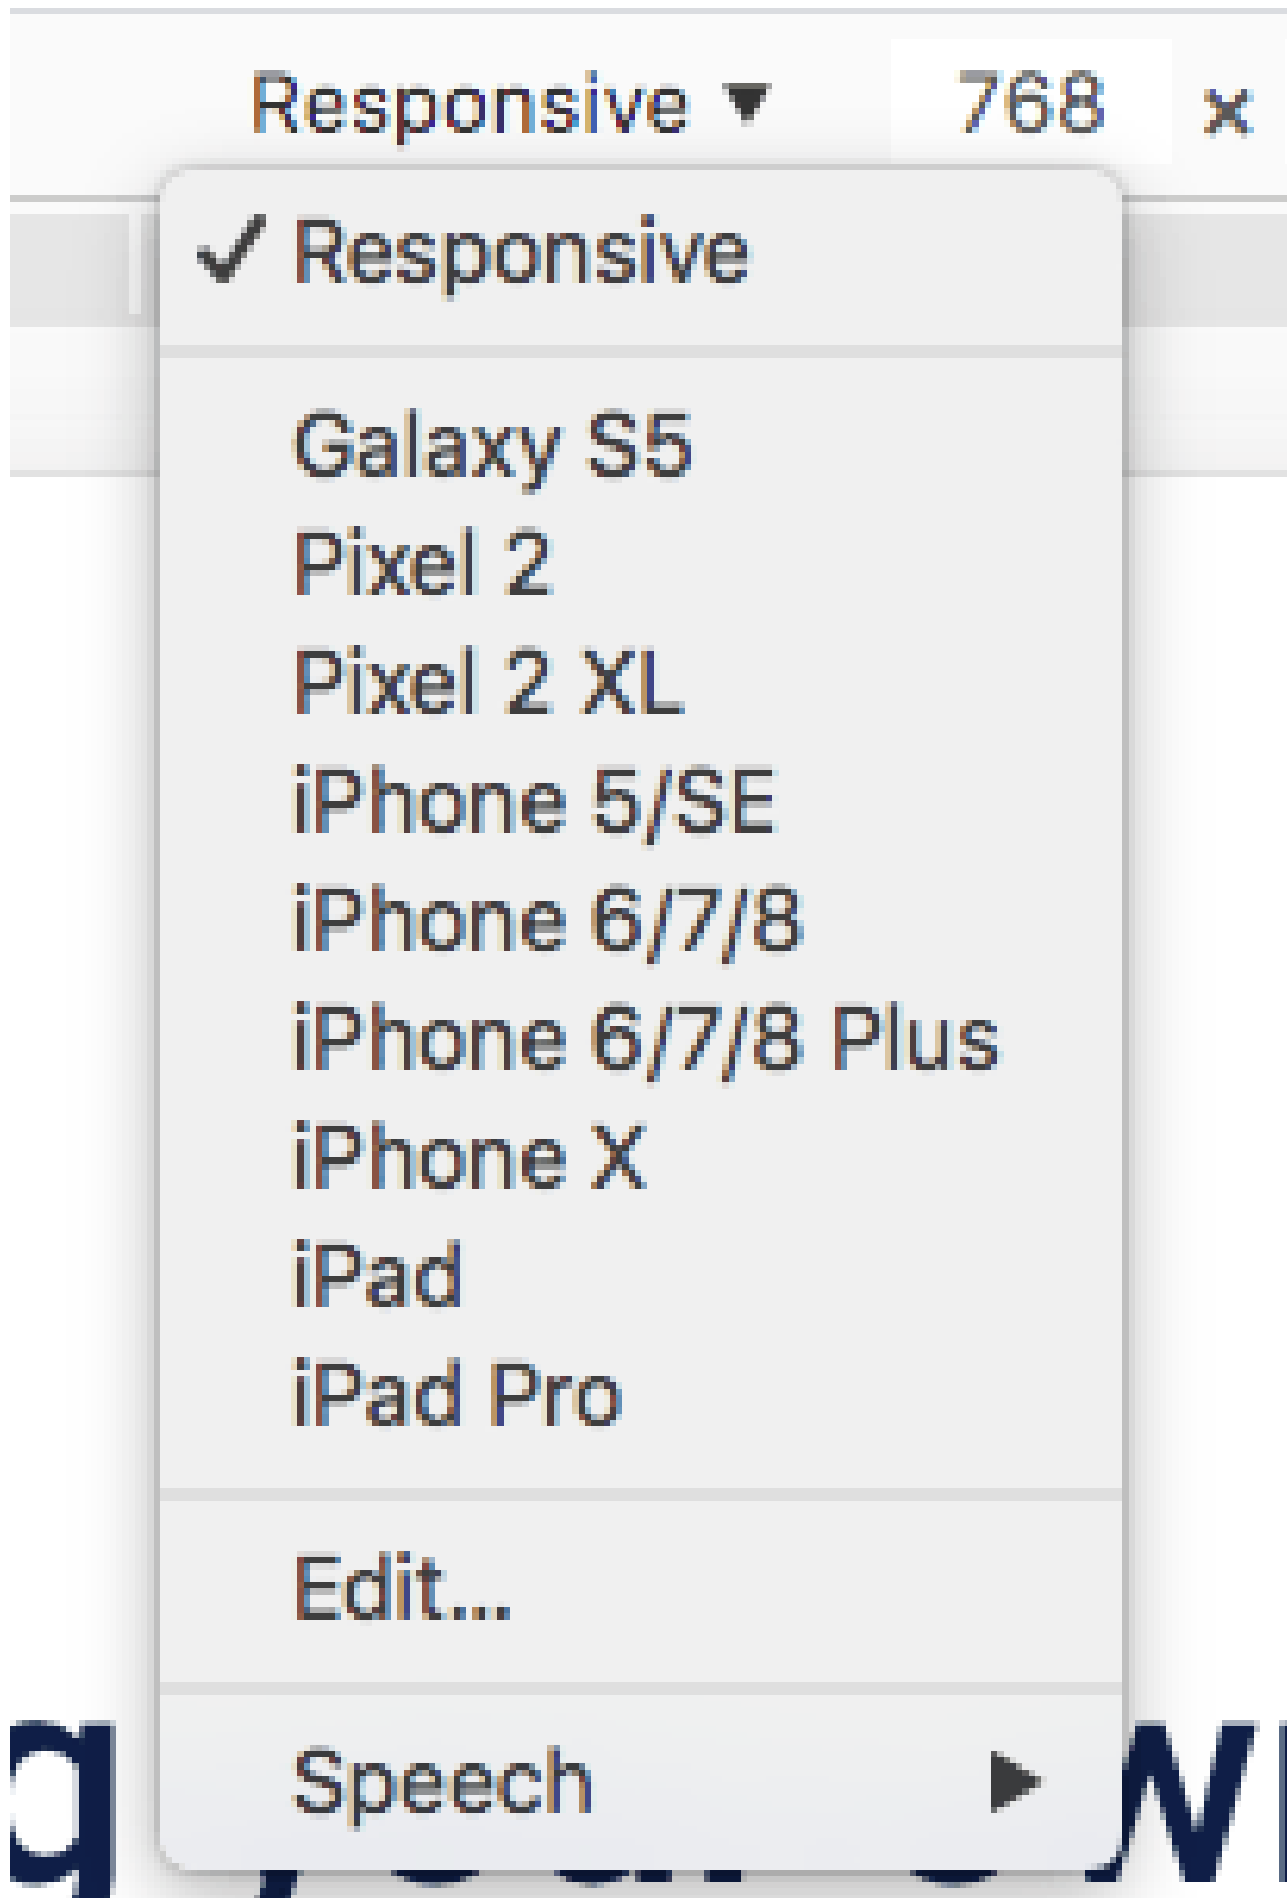 Responsive ▼ 768 x
✓ Responsive
Galaxy S5
Pixel 2
Pixel 2 XL
iPhone 5/SE
iPhone 6/7/8
iPhone 6/7/8 Plus
iPhone X
iPad
iPad Pro
Edit...
Speech ▶